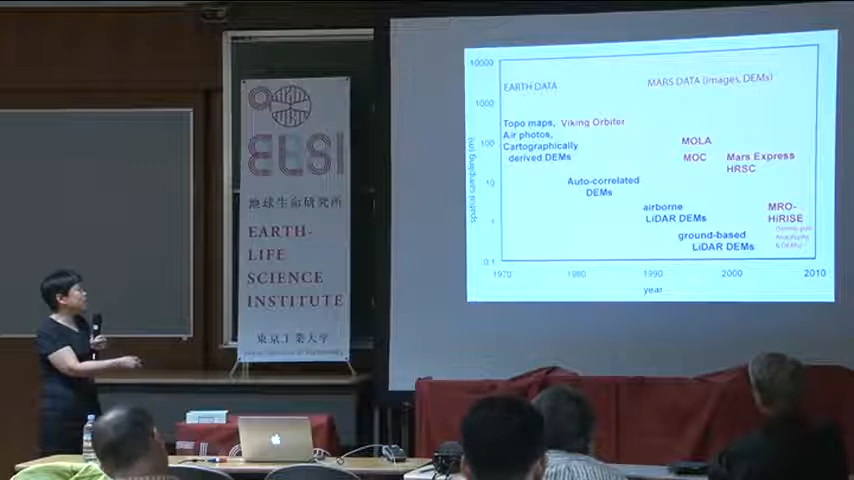 ELSI
地球生命研究所
EARTH-
LIFE
SCIENCE
INSTITUTE
東京工業大学
10000
1000
100
10
1
0.1
spatial sampling (m)
EARTH DATA
MARS DATA (images, DEMs)
Topo maps,
Air photos,
Cartographically
derived DEMs
Viking Orbiter
MOLA
MOC
Mars Express
HRSC
Auto-correlated
DEMs
airborne
LiDAR DEMs
MRO-
HiRISE
ground-based
LiDAR DEMs
1970
1980
1990
2000
2010
year